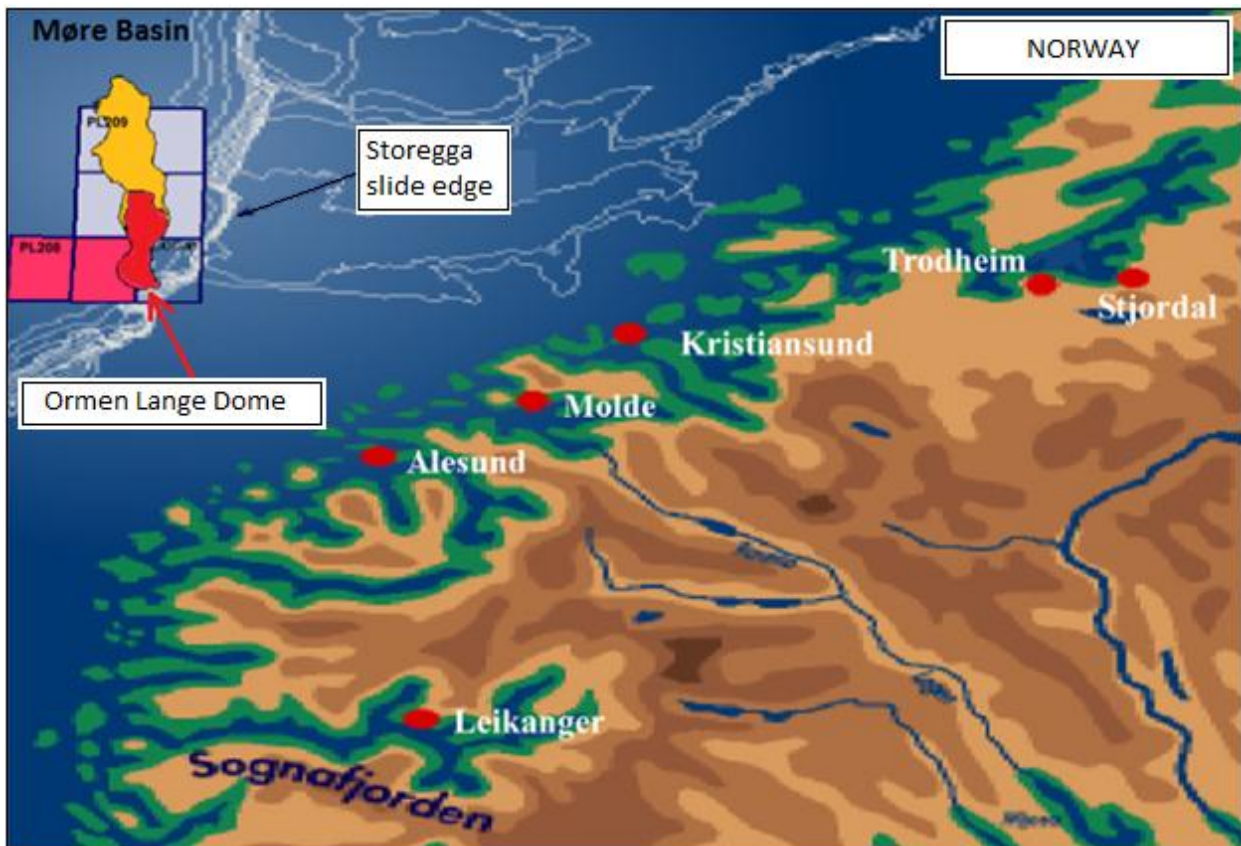 Møre Basin
NORWAY
PL209
Storegga
slide edge
PL208
Trodheim
Stjordal
Kristiansund
Ormen Lange Dome
Molde
Alesund
Leikanger
Sognafjorden